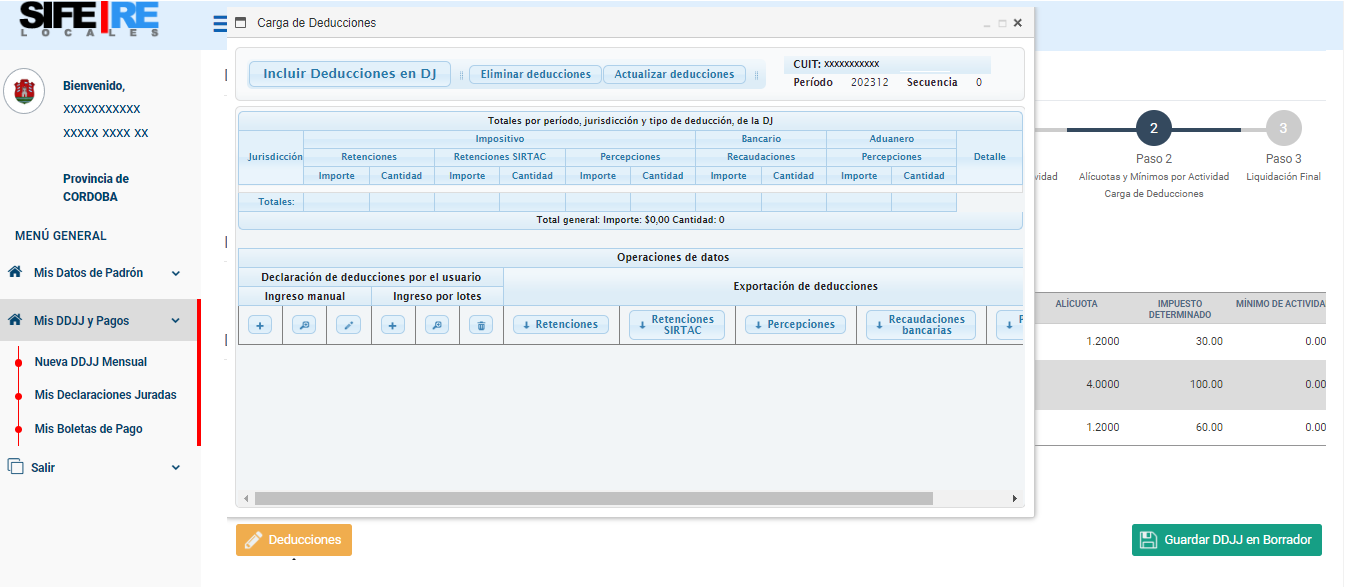 SIFERE
LOCALES
Bienvenido,
XXXXXXXXXXX
XXXXX XXXX XX
Provincia de
CORDOBA
MENÚ GENERAL
Mis Datos de Padrón
Mis DDJJ y Pagos
Nueva DDJJ Mensual
Mis Declaraciones Juradas
Mis Boletas de Pago
Salir
Carga de Deducciones
Incluir Deducciones en DJ
Eliminar deducciones
Actualizar deducciones
CUIT: xxxxxxxxxxx
Período 202312 Secuencia 0
Totales por período, jurisdicción y tipo de deducción, de la DJ
Jurisdicción
Impositivo
Bancario
Aduanero
Detalle
Retenciones
Retenciones SIRTAC
Percepciones
Recaudaciones
Percepciones
Importe Cantidad Importe Cantidad Importe Cantidad Importe Cantidad Importe Cantidad
Totales:
Total general: Importe: $0,00 Cantidad: 0
Operaciones de datos
Declaración de deducciones por el usuario
Exportación de deducciones
Ingreso manual
Ingreso por lotes
Retenciones
Retenciones
SIRTAC
Percepciones
Recaudaciones
bancarias
2
3
Paso 2
Paso 3
vidad
Alícuotas y Mínimos por Actividad
Carga de Deducciones
Liquidación Final
ALÍCUOTA
IMPUESTO
DETERMINADO
MÍNIMO DE ACTIVIDA
1.2000 30.00 0.00
4.0000 100.00 0.00
1.2000 60.00 0.00
Deducciones
Guardar DDJJ en Borrador